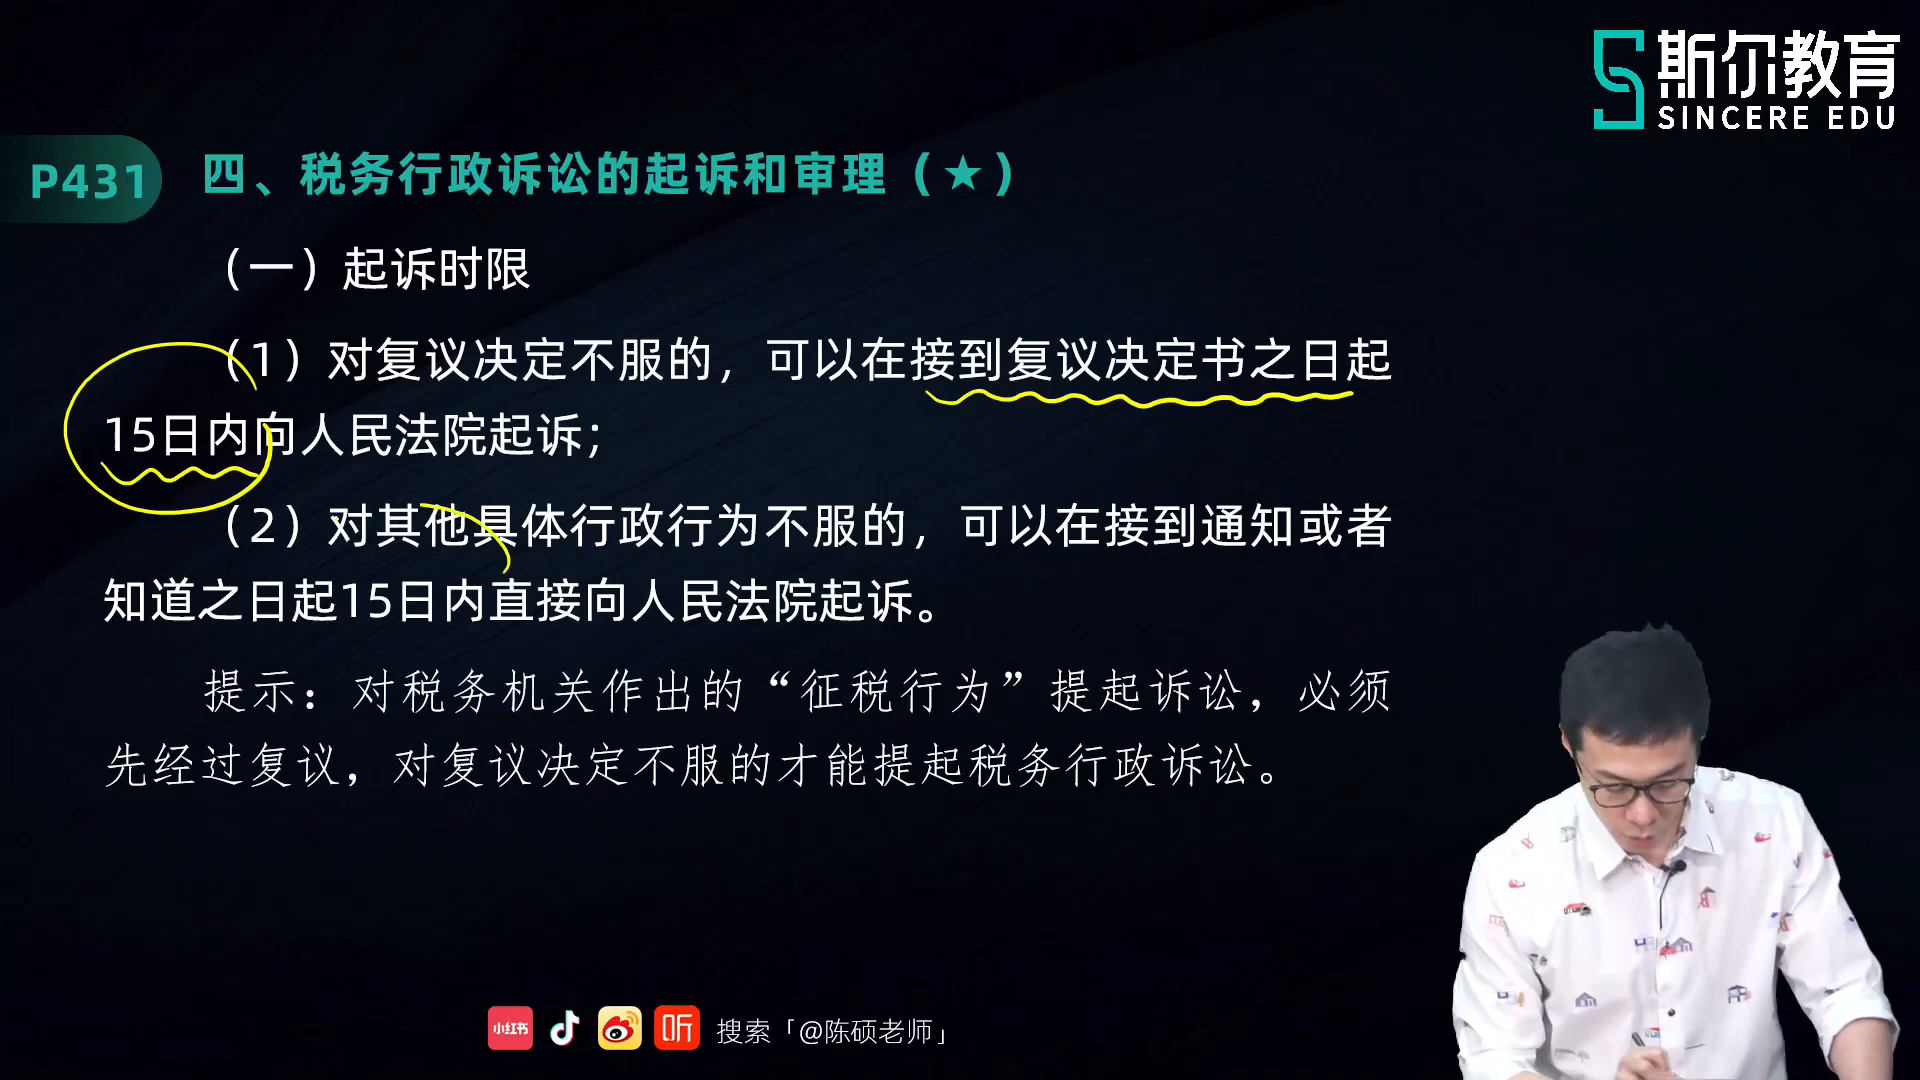 斯尔教育
SINCERE EDU
P431
四、税务行政诉讼的起诉和审理（★）
（一）起诉时限
（1）对复议决定不服的，可以在接到复议决定书之日起
15日内向人民法院起诉；
（2）对其他具体行政行为不服的，可以在接到通知或者
知道之日起15日内直接向人民法院起诉。
提示：对税务机关作出的“征税行为”提起诉讼，必须
先经过复议，对复议决定不服的才能提起税务行政诉讼。
小红书
听
搜索「@陈硕老师」